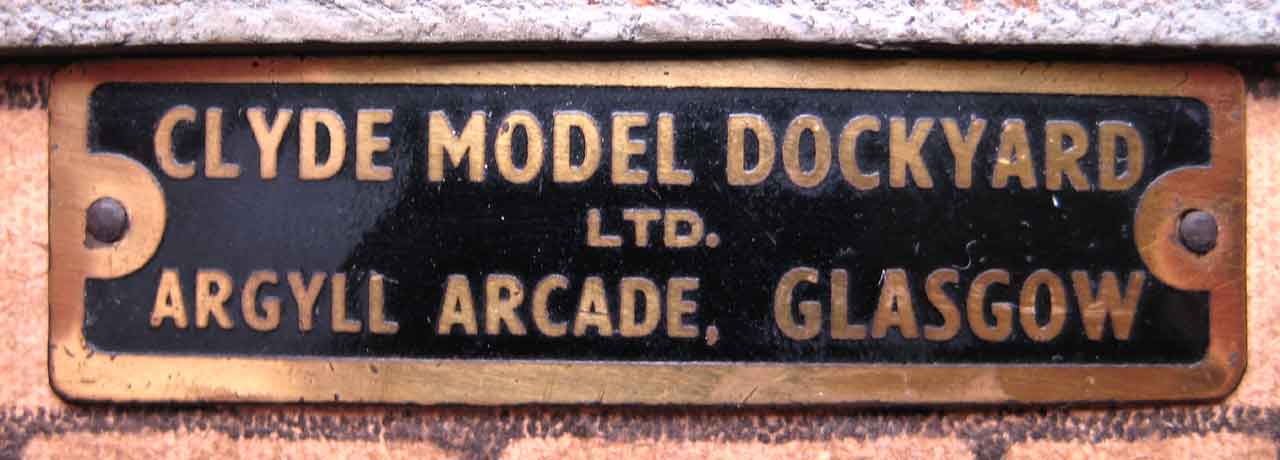 CLYDE MODEL DOCKYARD
LTD.
ARGYLL ARCADE, GLASGOW